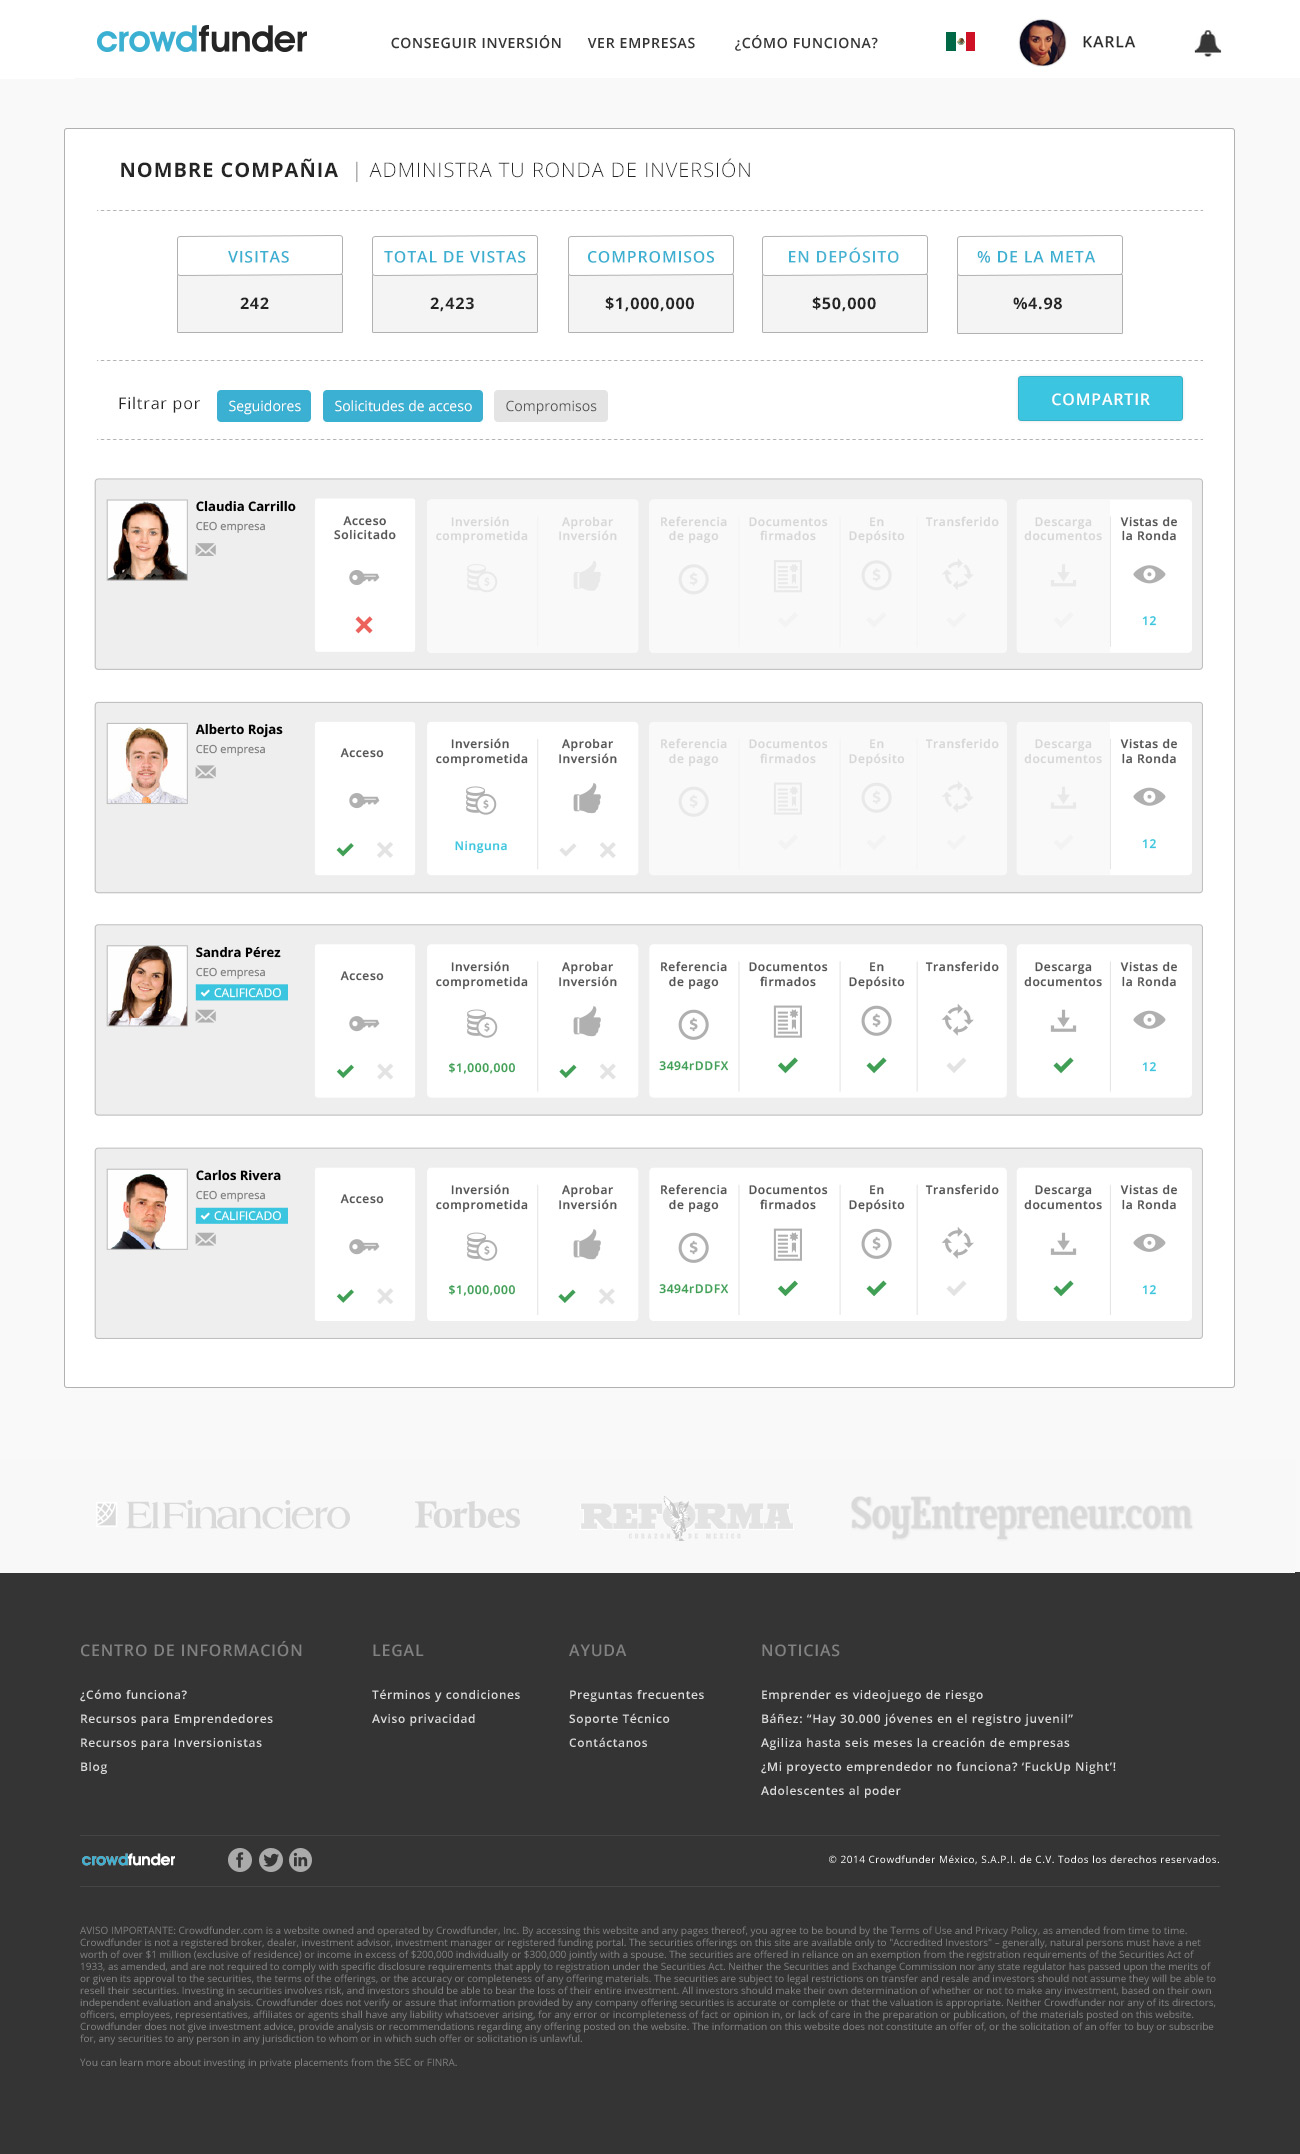 crowdfunder
CONSEGUIR INVERSIÓN VER EMPRESAS ¿CÓMO FUNCIONA? KARLA
NOMBRE COMPAÑIA | ADMINISTRA TU RONDA DE INVERSIÓN
VISITAS TOTAL DE VISTAS COMPROMISOS EN DEPÓSITO % DE LA META
242 2,423 $1,000,000 $50,000 %4.98
Filtrar por Seguidores Solicitudes de acceso Compromisos COMPARTIR
Claudia Carrillo
CEO empresa
Acceso Inversión Aprobar Referencia Documentos En Transferido Descarga Vistas de
Solicitado comprometida Inversión de pago firmados Depósito documentos la Ronda
12
Alberto Rojas
CEO empresa
Inversión Aprobar Referencia Documentos En Transferido Descarga Vistas de
Acceso comprometida Inversión de pago firmados Depósito documentos la Ronda
Ninguna 12
Sandra Pérez
CEO empresa
CALIFICADO
Inversión Aprobar Referencia Documentos En Transferido Descarga Vistas de
Acceso comprometida Inversión de pago firmados Depósito documentos la Ronda
$1,000,000 3494rDDFX 12
Carlos Rivera
CEO empresa
CALIFICADO
Inversión Aprobar Referencia Documentos En Transferido Descarga Vistas de
Acceso comprometida Inversión de pago firmados Depósito documentos la Ronda
$1,000,000 3494rDDFX 12
El Financiero Forbes REFORMA SoyEntrepreneur.com
CORAZON DE MEXICO
CENTRO DE INFORMACIÓN LEGAL AYUDA NOTICIAS
¿Cómo funciona? Términos y condiciones Preguntas frecuentes Emprender es videojuego de riesgo
Recursos para Emprendedores Aviso privacidad Soporte Técnico Báñez: “Hay 30.000 jóvenes en el registro juvenil”
Recursos para Inversionistas Contáctanos Agiliza hasta seis meses la creación de empresas
Blog ¿Mi proyecto emprendedor no funciona? ‘FuckUp Night’!
Adolescentes al poder
crowdfunder © 2014 Crowdfunder México, S.A.P.I. de C.V. Todos los derechos reservados.
AVISO IMPORTANTE: Crowdfunder.com is a website owned and operated by Crowdfunder, Inc. By accessing this website and any pages thereof, you agree to be bound by the Terms of Use and Privacy Policy, as amended from time to time.
Crowdfunder is not a registered broker, dealer, investment advisor, investment manager or registered funding portal. The securities offerings on this site are available only to "Accredited Investors" – generally, natural persons must have a net
worth of over $1 million (exclusive of residence) or income in excess of $200,000 individually or $300,000 jointly with a spouse. The securities are offered in reliance on an exemption from the registration requirements of the Securities Act of
1933, as amended, and are not required to comply with specific disclosure requirements that apply to registration under the Securities Act. Neither the Securities and Exchange Commission nor any state regulator has passed upon the merits of
or given its approval to the securities, the terms of the offerings, or the accuracy or completeness of any offering materials. The securities are subject to legal restrictions on transfer and resale and investors should not assume they will be able to
resell their securities. Investing in securities involves risk, and investors should be able to bear the loss of their entire investment. All investors should make their own determination of whether or not to make any investment, based on their own
independent evaluation and analysis. Crowdfunder does not verify or assure that information provided by any company offering securities is accurate or complete or that the valuation is appropriate. Neither Crowdfunder nor any of its directors,
officers, employees, representatives, affiliates or agents shall have any liability whatsoever arising, for any error or incompleteness of fact or opinion in, or lack of care in the preparation or publication, of the materials posted on this website.
Crowdfunder does not give investment advice, provide analysis or recommendations regarding any offering posted on the website. The information on this website does not constitute an offer of, or the solicitation of an offer to buy or subscribe
for, any securities to any person in any jurisdiction to whom or in which such offer or solicitation is unlawful.
You can learn more about investing in private placements from the SEC or FINRA.